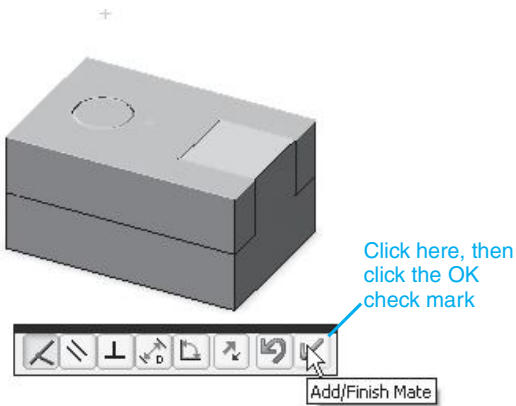 Click here, then
click the OK
check mark
D
Add/Finish Mate